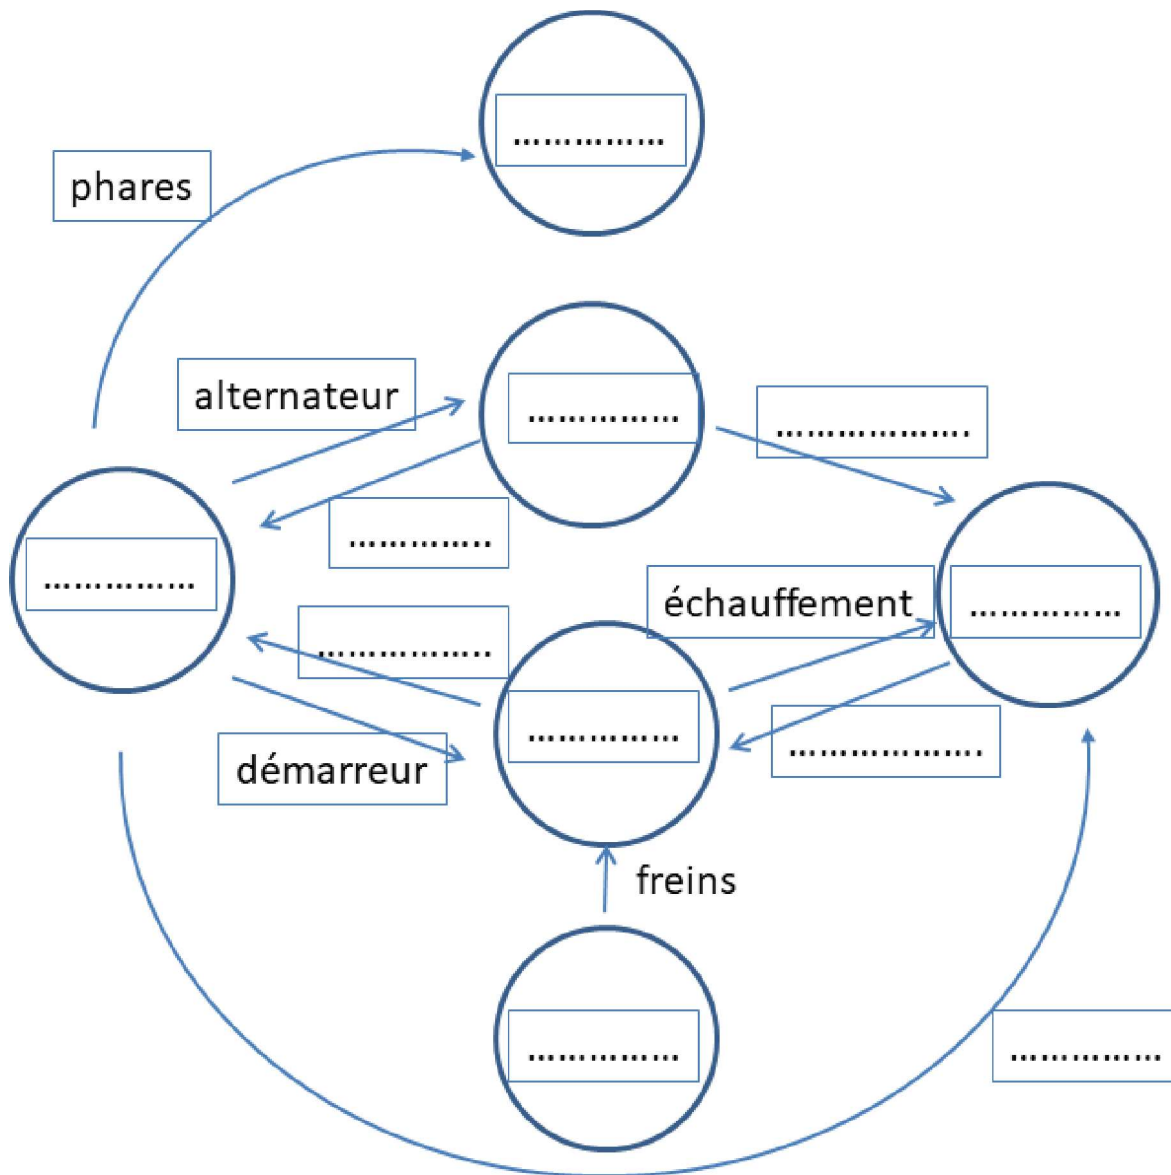 ……………
phares
alternateur
……………
……………….
…………..
……………
……………..
échauffement
……………
……………
démarreur
……………….
freins
……………
……………